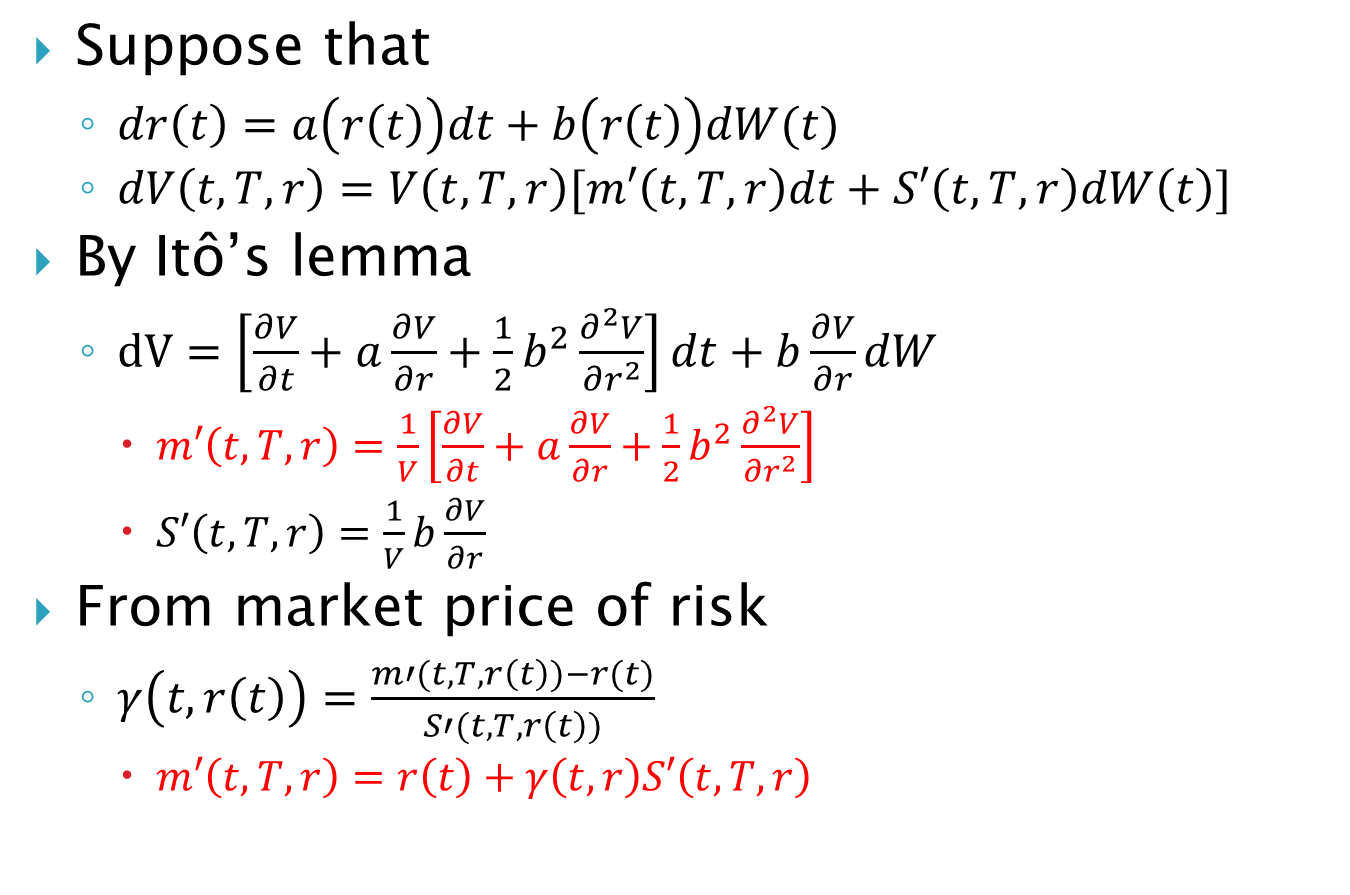 Suppose that
dr(t) = a(r(t))dt + b(r(t))dW(t)
dV(t,T,r) = V(t,T,r)[m′(t,T,r)dt + S′(t,T,r)dW(t)]
By Itô’s lemma
dV = [∂V/∂t + a ∂V/∂r + 1/2 b² ∂²V/∂r²] dt + b ∂V/∂r dW
m′(t,T,r) = 1/V [∂V/∂t + a ∂V/∂r + 1/2 b² ∂²V/∂r²]
S′(t,T,r) = 1/V b ∂V/∂r
From market price of risk
γ(t,r(t)) = (m′(t,T,r(t))−r(t))/(S′(t,T,r(t)))
m′(t,T,r) = r(t) + γ(t,r)S′(t,T,r)